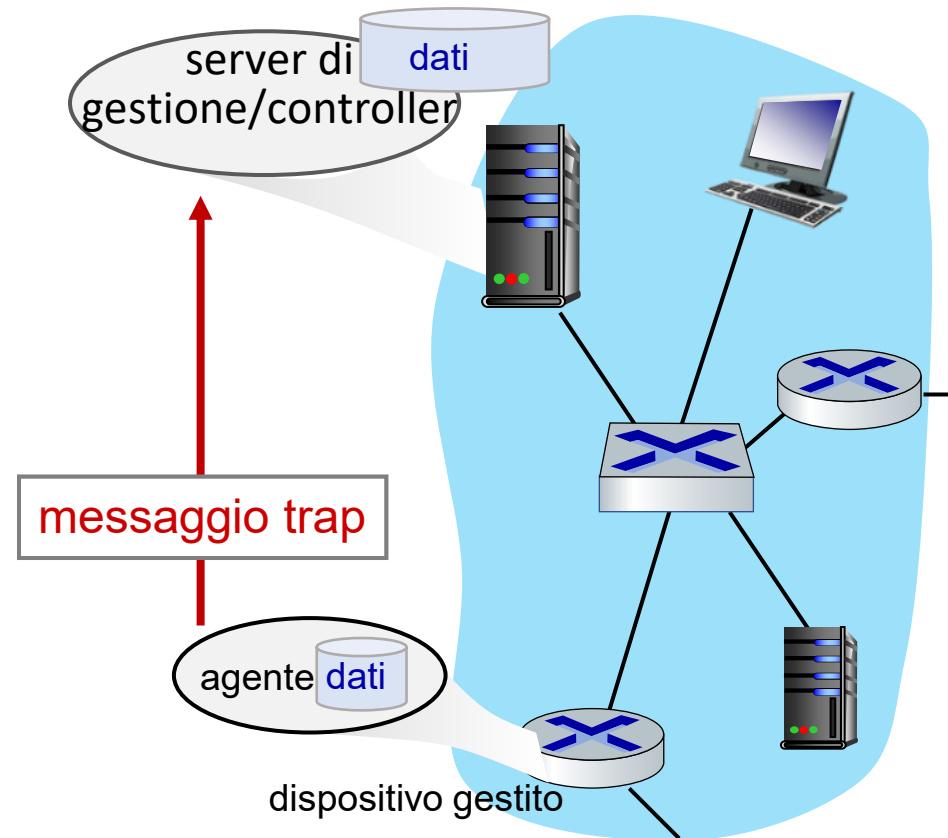 server di
gestione/controller
dati
messaggio trap
agente
dati
dispositivo gestito